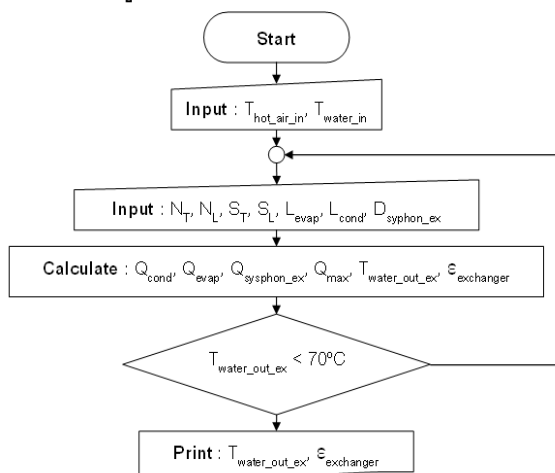 Start
Input : T_hot_air_in, T_water_in
Input : N_T, N_L, S_T, S_L, L_evap, L_cond, D_syphon_ex
Calculate : Q_cond, Q_evap, Q_sysphon_ex, Q_max, T_water_out_ex, ε_exchanger
T_water_out_ex < 70°C
Print : T_water_out_ex, ε_exchanger